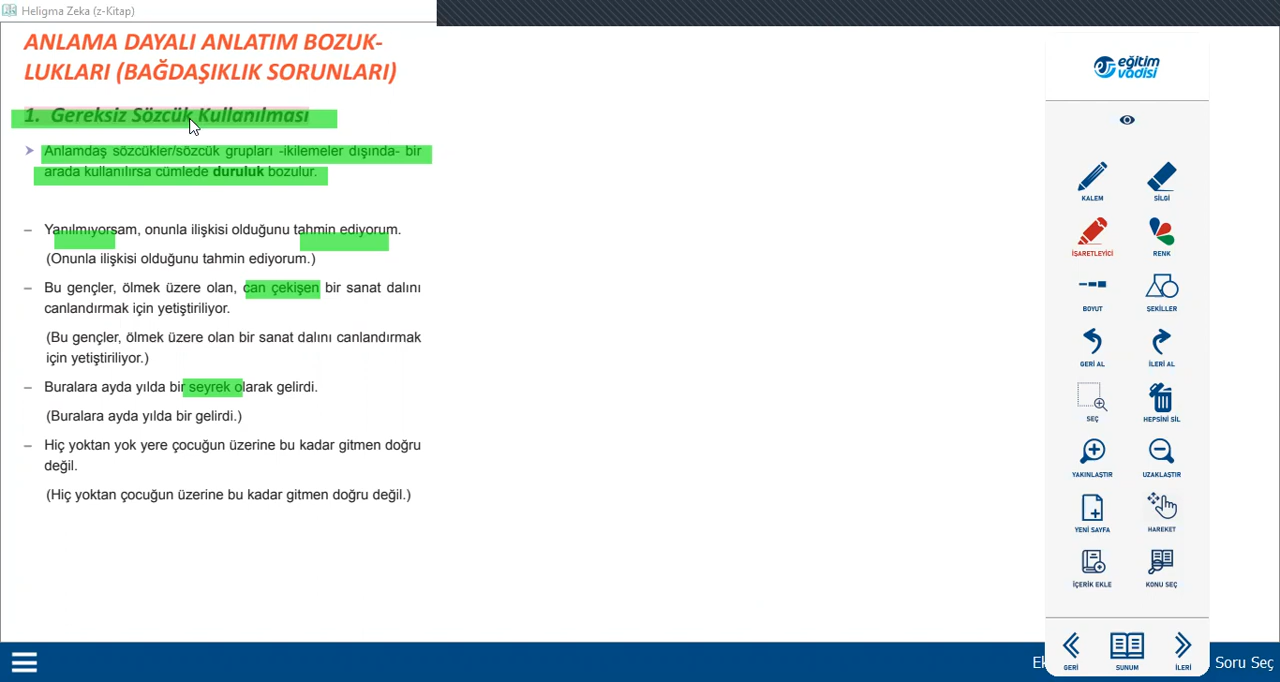 Heligma Zeka (z-Kitap)
ANLAMA DAYALI ANLATIM BOZUK-
LUKLARI (BAĞDAŞIKLIK SORUNLARI)
1. Gereksiz Sözcük Kullanılması
➤ Anlamdaş sözcükler/sözcük grupları -ikilemeler dışında- bir
arada kullanılırsa cümlede duruluk bozulur.
– Yanılmıyorsam, onunla ilişkisi olduğunu tahmin ediyorum.
(Onunla ilişkisi olduğunu tahmin ediyorum.)
– Bu gençler, ölmek üzere olan, can çekişen bir sanat dalını
canlandırmak için yetiştiriliyor.
(Bu gençler, ölmek üzere olan bir sanat dalını canlandırmak
için yetiştiriliyor.)
– Buralara ayda yılda bir seyrek olarak gelirdi.
(Buralara ayda yılda bir gelirdi.)
– Hiç yoktan yok yere çocuğun üzerine bu kadar gitmen doğru
değil.
(Hiç yoktan çocuğun üzerine bu kadar gitmen doğru değil.)
eğitim
vadisi
KALEM SİLGİ
İŞARETLEYİCİ RENK
BOYUT ŞEKİLLER
GERİ AL İLERİ AL
SEÇ HEPSİNİ SİL
YAKINLAŞTIR UZAKLAŞTIR
YENİ SAYFA HAREKET
İÇERİK EKLE KONU SEÇ
GERİ SUNUM İLERİ
Ek Soru Seç